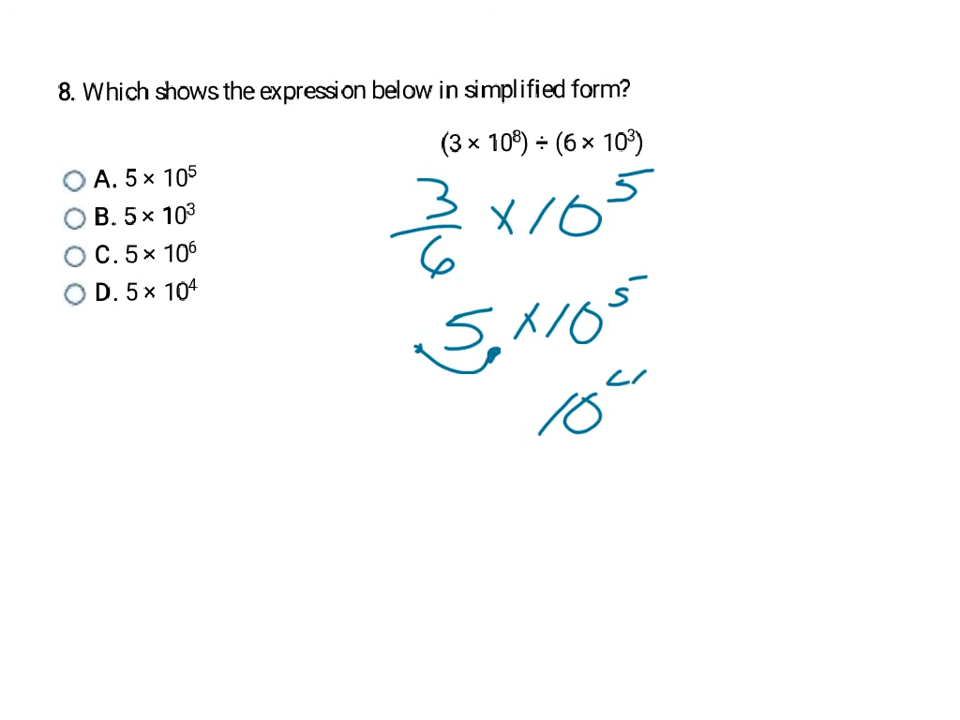 8. Which shows the expression below in simplified form?
(3 × 10⁸) ÷ (6 × 10³)
A. 5 × 10⁵
B. 5 × 10³
C. 5 × 10⁶
D. 5 × 10⁴
3/6 × 10⁵
.5. × 10⁵
10⁴